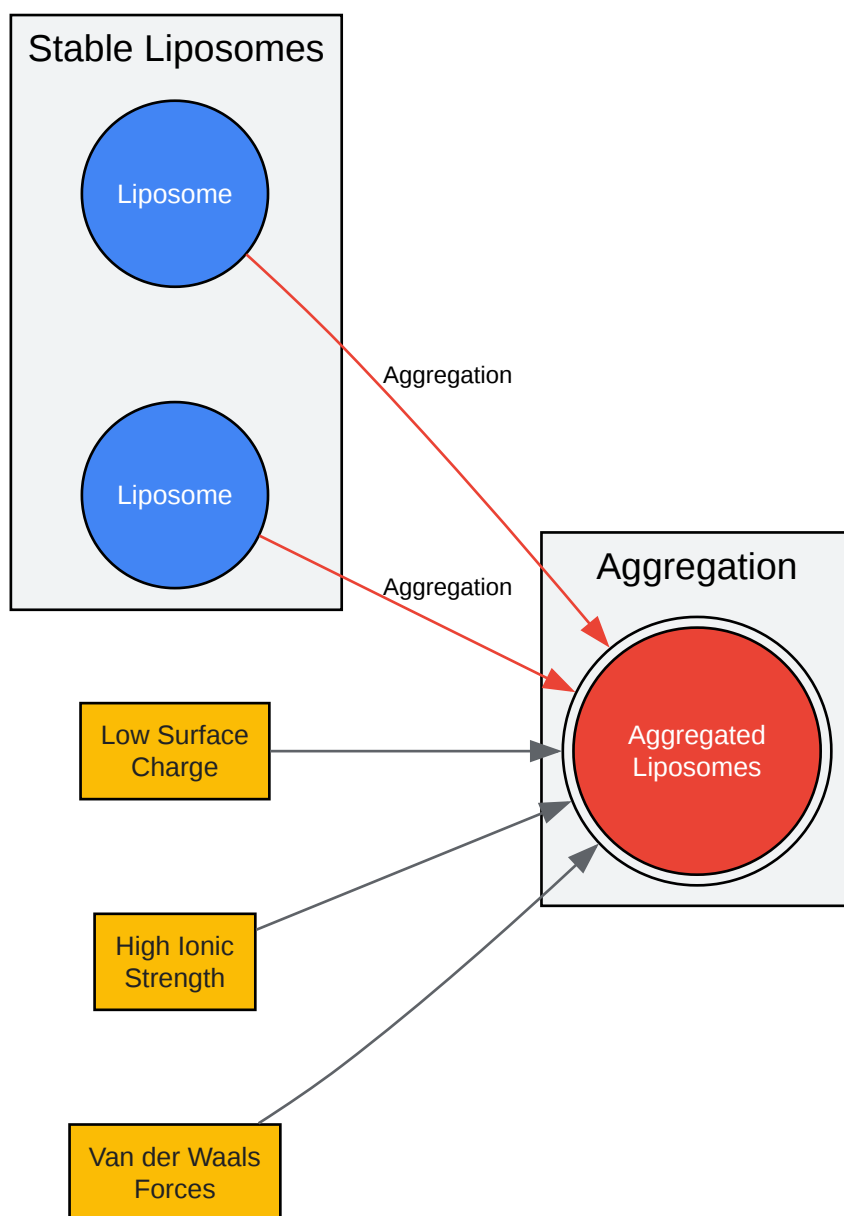 Stable Liposomes
Liposome
Aggregation
Liposome
Aggregation
Aggregation
Aggregated
Liposomes
Low Surface
Charge
High Ionic
Strength
Van der Waals
Forces